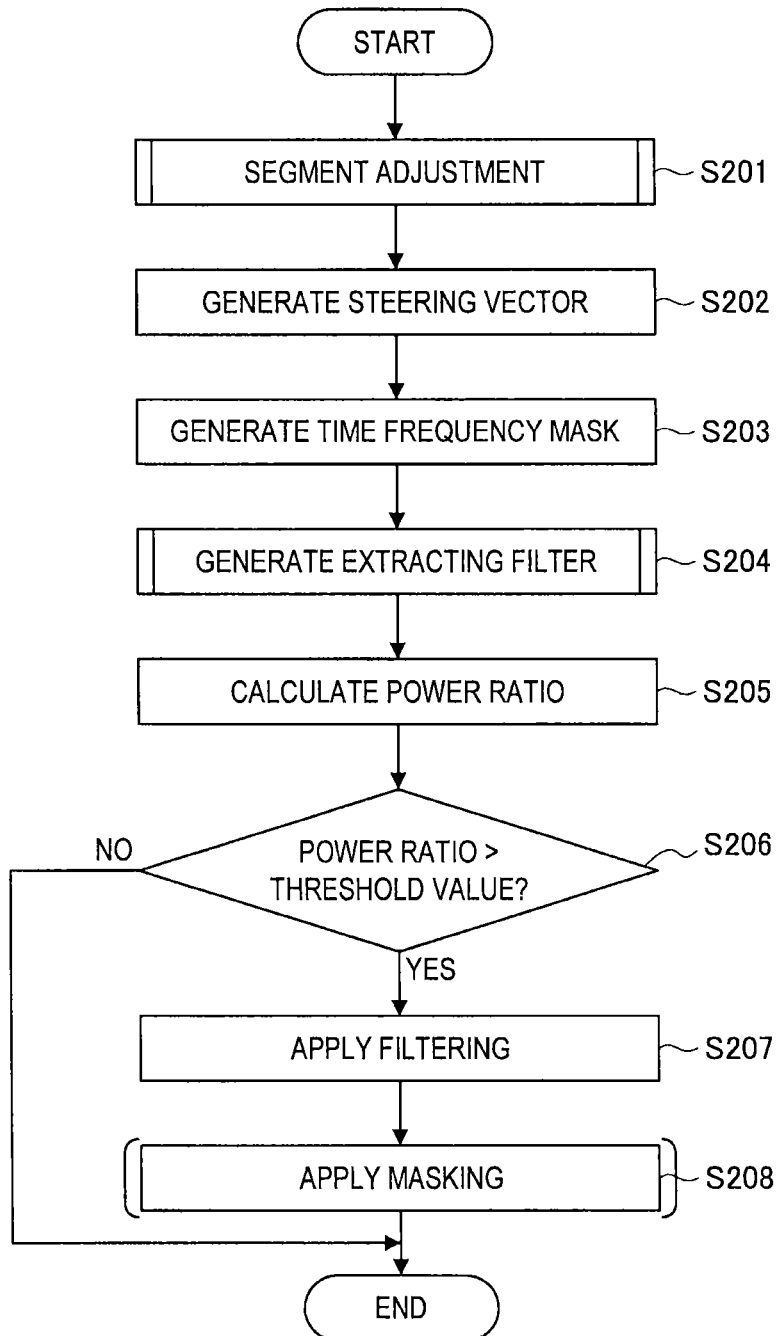 START
SEGMENT ADJUSTMENT
S201
GENERATE STEERING VECTOR
S202
GENERATE TIME FREQUENCY MASK
S203
GENERATE EXTRACTING FILTER
S204
CALCULATE POWER RATIO
S205
NO
POWER RATIO >
THRESHOLD VALUE?
S206
YES
APPLY FILTERING
S207
APPLY MASKING
S208
END